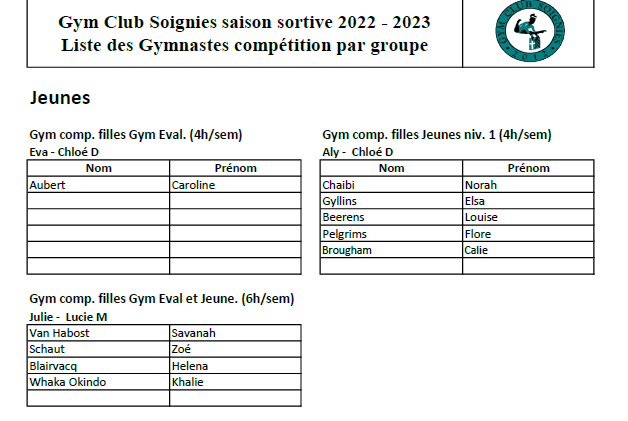 Gym Club Soignies saison sortive 2022 - 2023
Liste des Gymnastes compétition par groupe
GYM CLUB SOIGNIES
Jeunes
Gym comp. filles Gym Eval. (4h/sem)
Eva - Chloé D
Nom Prénom
Aubert Caroline
Gym comp. filles Jeunes niv. 1 (4h/sem)
Aly - Chloé D
Nom Prénom
Chaibi Norah
Gyllins Elsa
Beerens Louise
Pelgrims Flore
Brougham Calie
Gym comp. filles Gym Eval et Jeune. (6h/sem)
Julie - Lucie M
Van Habost Savanah
Schaut Zoé
Blairvacq Helena
Whaka Okindo Khalie